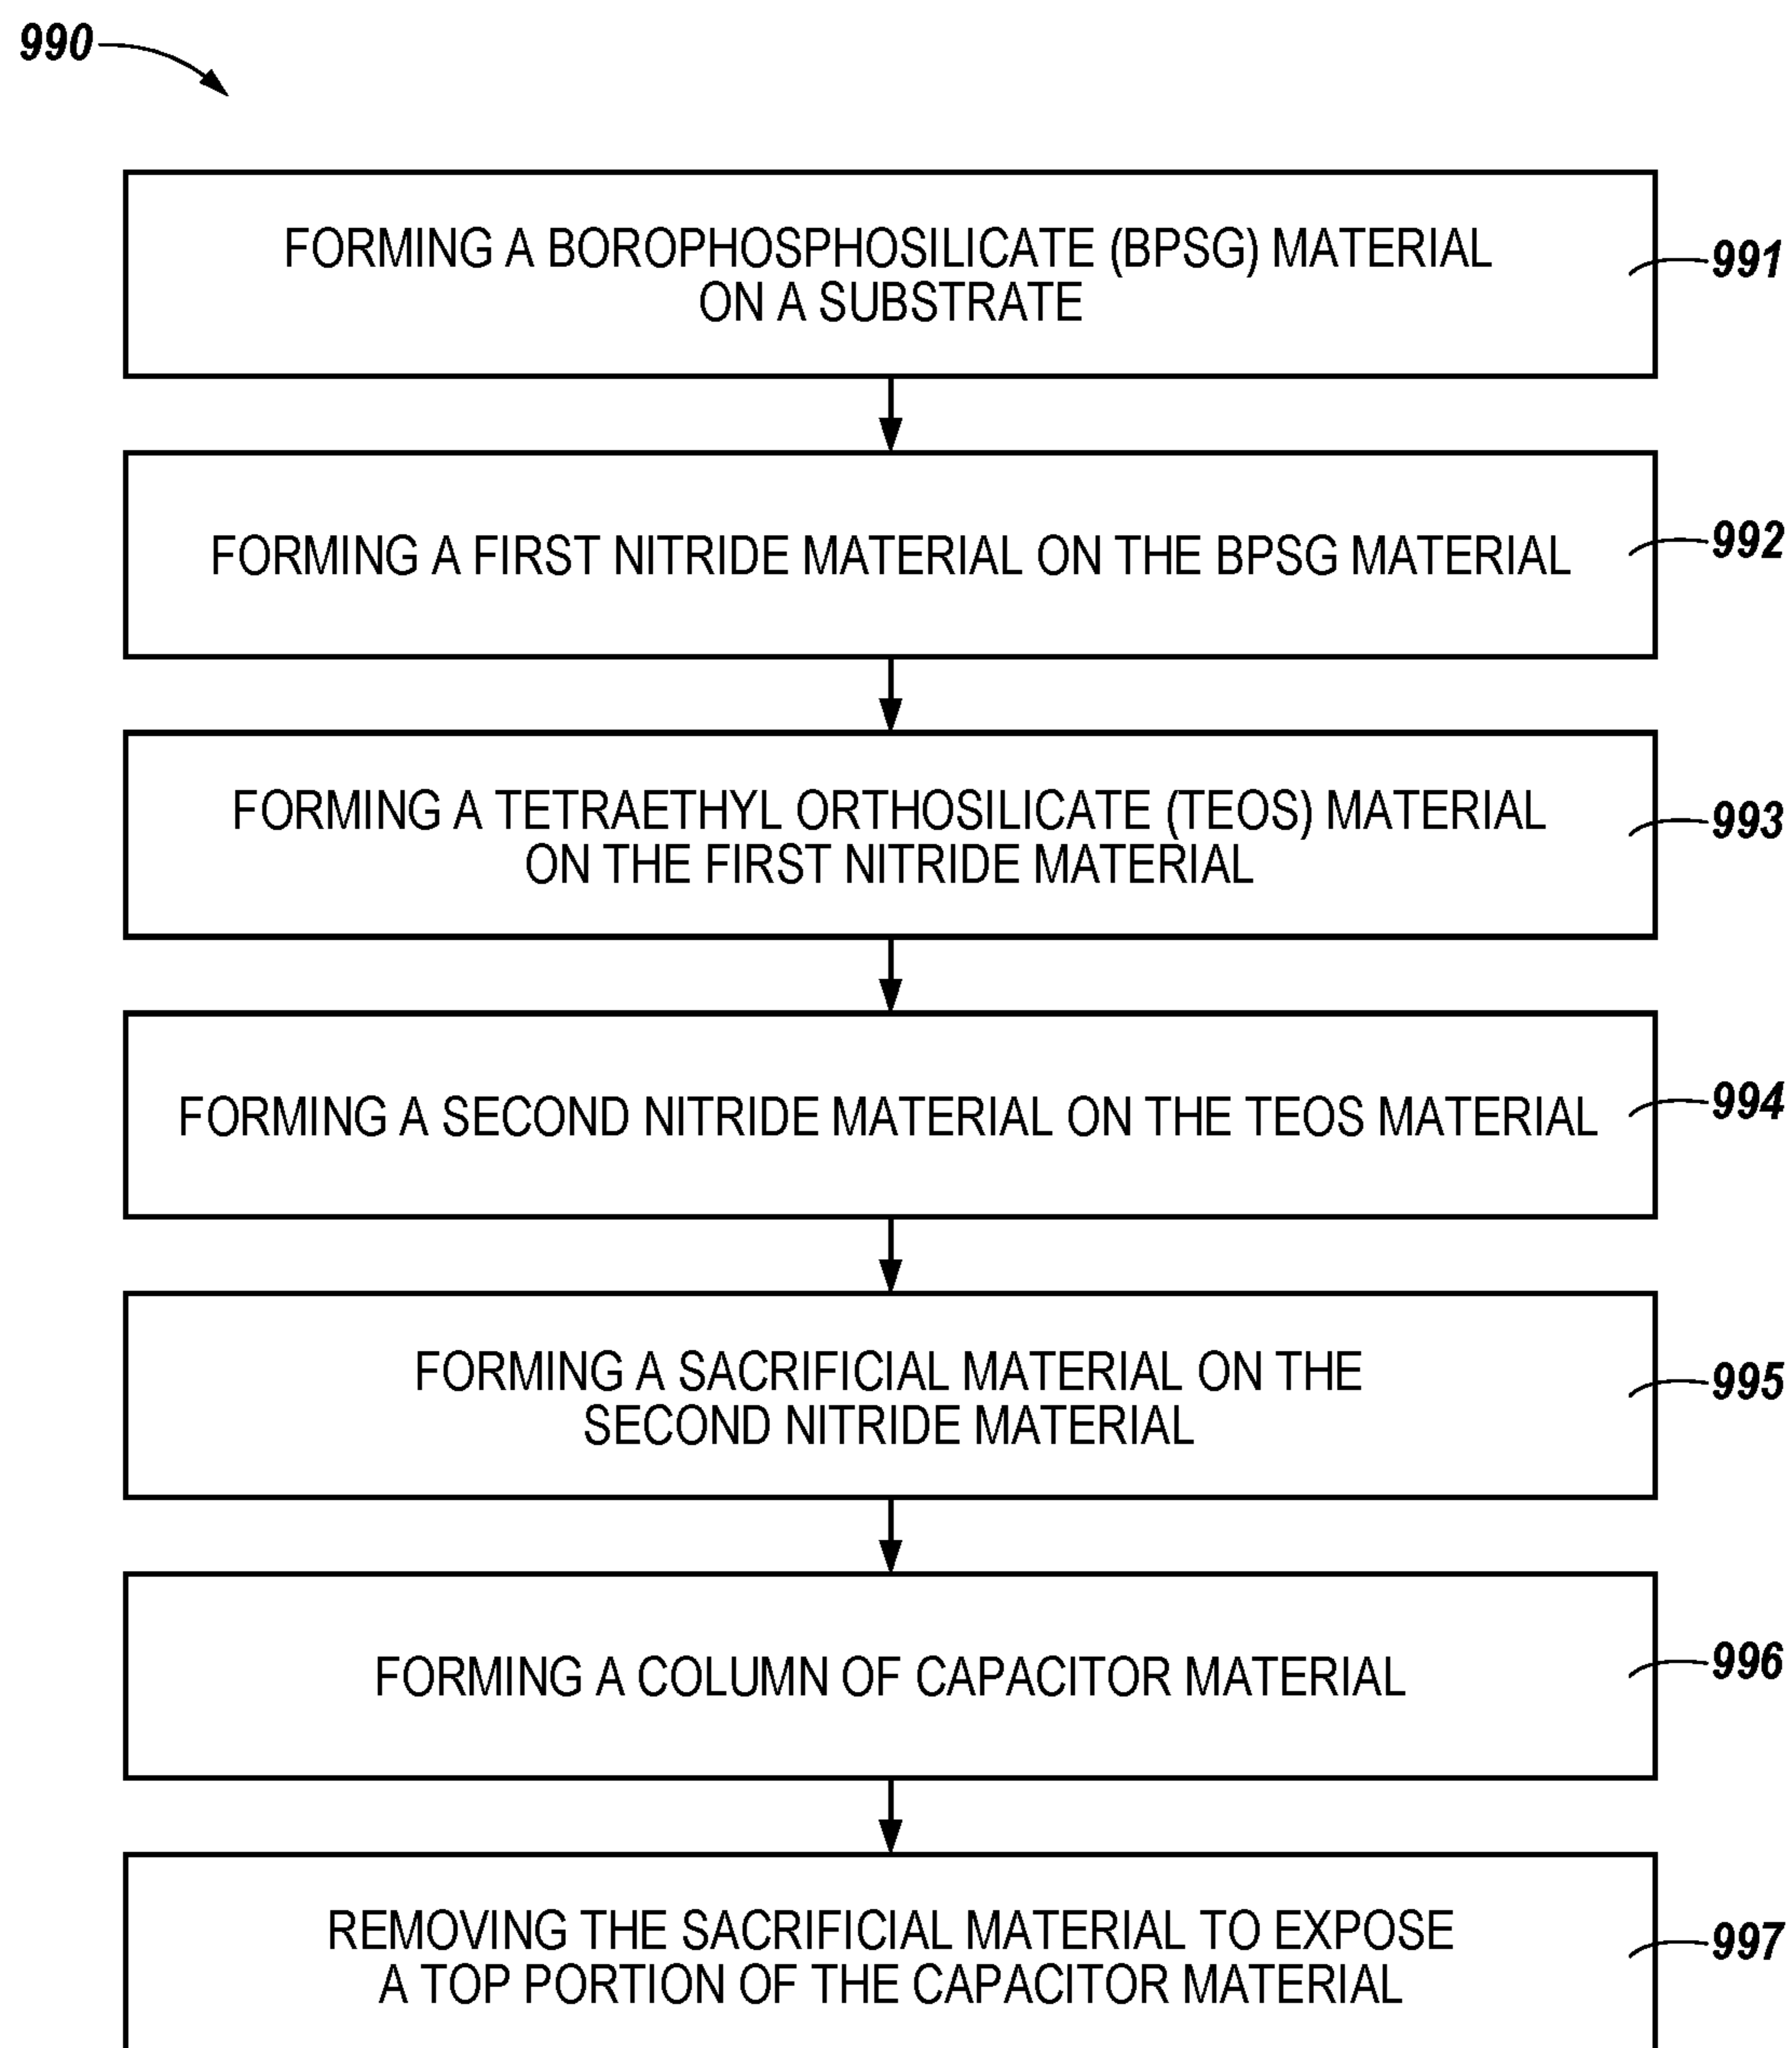 990
FORMING A BOROPHOSPHOSILICATE (BPSG) MATERIAL
ON A SUBSTRATE
991
FORMING A FIRST NITRIDE MATERIAL ON THE BPSG MATERIAL
992
FORMING A TETRAETHYL ORTHOSILICATE (TEOS) MATERIAL
ON THE FIRST NITRIDE MATERIAL
993
FORMING A SECOND NITRIDE MATERIAL ON THE TEOS MATERIAL
994
FORMING A SACRIFICIAL MATERIAL ON THE
SECOND NITRIDE MATERIAL
995
FORMING A COLUMN OF CAPACITOR MATERIAL
996
REMOVING THE SACRIFICIAL MATERIAL TO EXPOSE
A TOP PORTION OF THE CAPACITOR MATERIAL
997